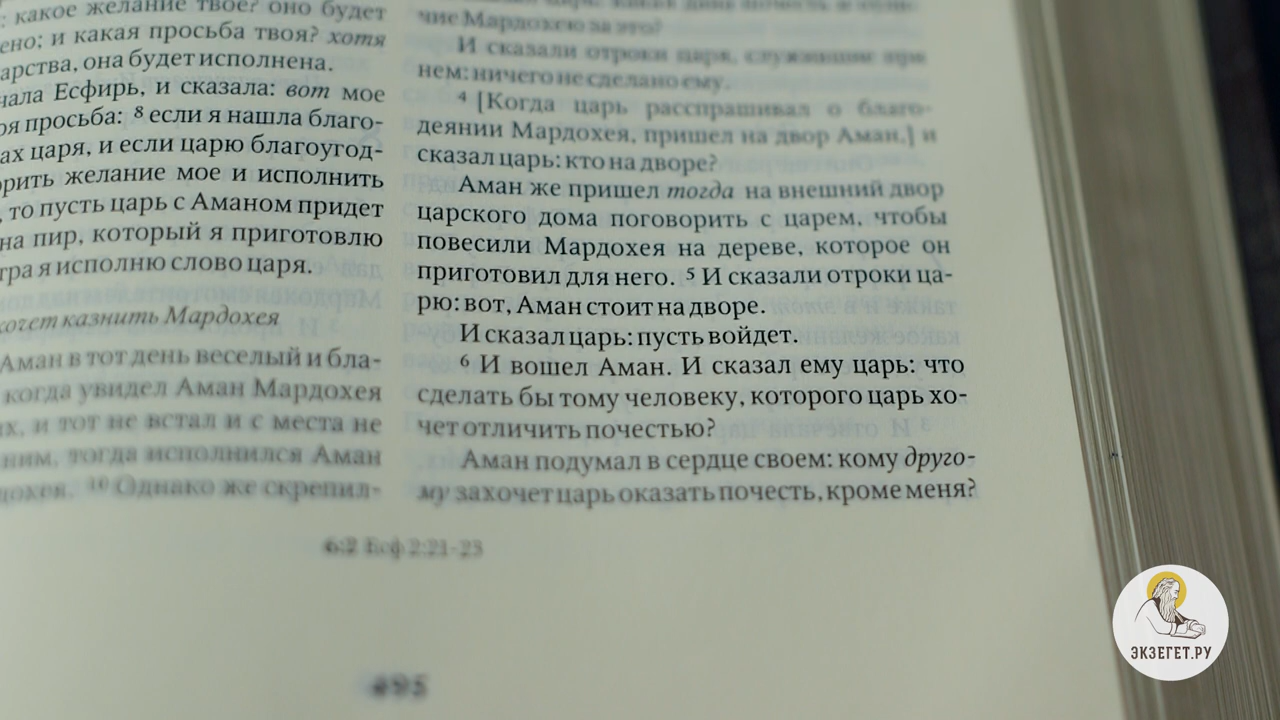 : какое желание твое? оно будет
ено; и какая просьба твоя? хотя
арства, она будет исполнена.
чала Есфирь, и сказала: вот мое
оя просьба: 8 если я нашла благо-
ах царя, и если царю благоугод-
орить желание мое и исполнить
, то пусть царь с Аманом придет
на пир, который я приготовлю
тра я исполню слово царя.
хочет казнить Мардохея
Аман в тот день веселый и бла-
когда увидел Аман Мардохея
их, и тот не встал и с места не
ним, тогда исполнился Аман
дохея. 10 Однако же скрепил-
чие Мардохею за это?
И сказали отроки царя, служившие при
нем: ничего не сделано ему.
4 [Когда царь расспрашивал о благо-
деянии Мардохея, пришел на двор Аман,] и
сказал царь: кто на дворе?
Аман же пришел тогда на внешний двор
царского дома поговорить с царем, чтобы
повесили Мардохея на дереве, которое он
приготовил для него. 5 И сказали отроки ца-
рю: вот, Аман стоит на дворе.
И сказал царь: пусть войдет.
6 И вошел Аман. И сказал ему царь: что
сделать бы тому человеку, которого царь хо-
чет отличить почестью?
Аман подумал в сердце своем: кому друго-
му захочет царь оказать почесть, кроме меня?
6:2 Есф 2:21-23
495
ЭКЗЕГЕТ.РУ